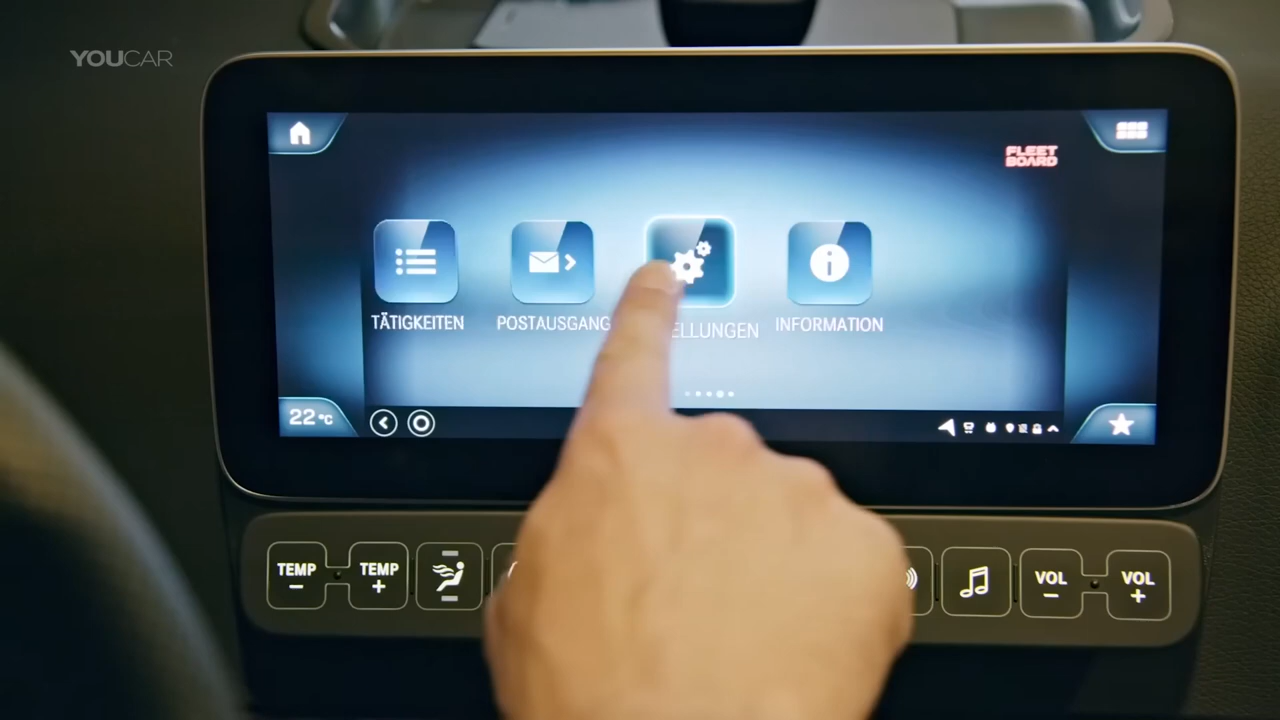 YOUCAR
FLEET
BOARD
TÄTIGKEITEN
POSTAUSGANG
ELLUNGEN
INFORMATION
22°C
TEMP
−
TEMP
+
VOL
−
VOL
+